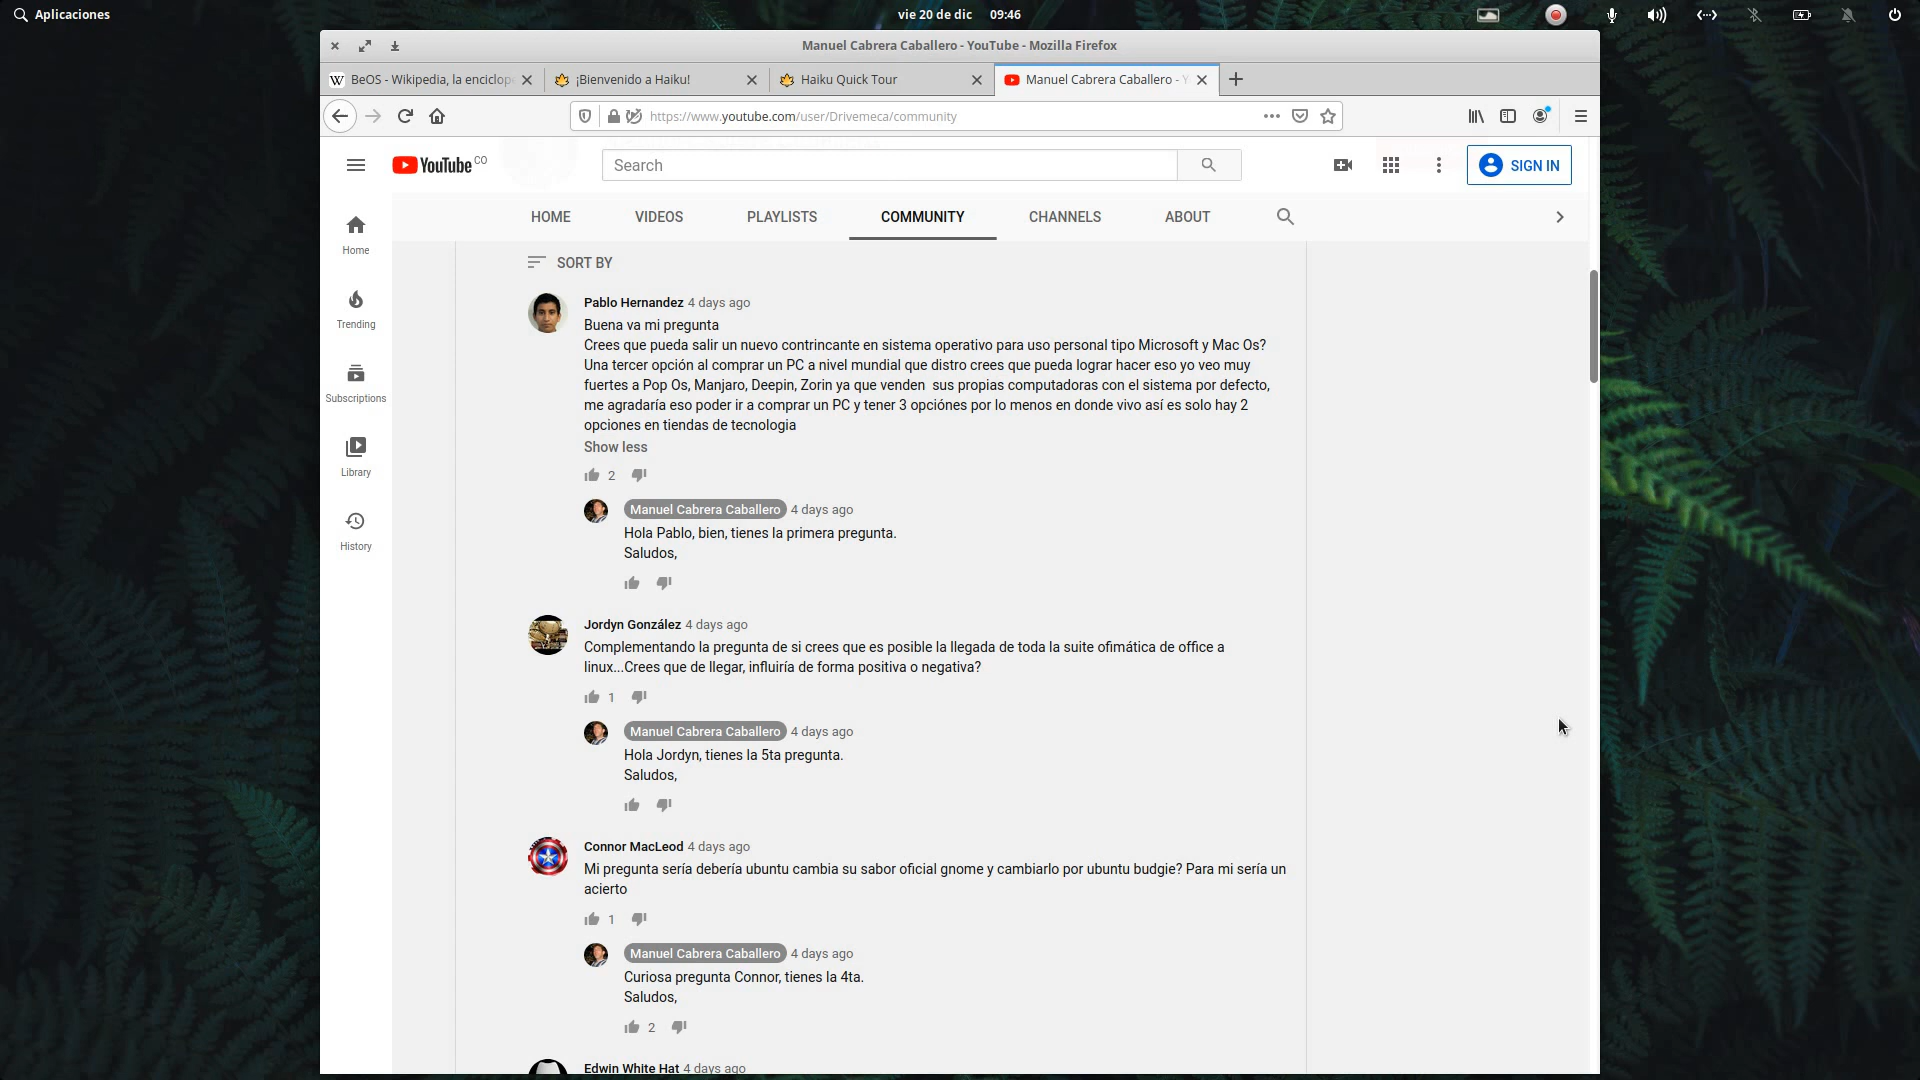 Aplicaciones
vie 20 de dic 09:46
Manuel Cabrera Caballero - YouTube - Mozilla Firefox
BeOS - Wikipedia, la enciclop
¡Bienvenido a Haiku!
Haiku Quick Tour
Manuel Cabrera Caballero - Y
https://www.youtube.com/user/Drivemeca/community
YouTube CO
Search
SIGN IN
HOME
VIDEOS
PLAYLISTS
COMMUNITY
CHANNELS
ABOUT
Home
Trending
Subscriptions
Library
History
SORT BY
Pablo Hernandez 4 days ago
Buena va mi pregunta
Crees que pueda salir un nuevo contrincante en sistema operativo para uso personal tipo Microsoft y Mac Os?
Una tercer opción al comprar un PC a nivel mundial que distro crees que pueda lograr hacer eso yo veo muy
fuertes a Pop Os, Manjaro, Deepin, Zorin ya que venden sus propias computadoras con el sistema por defecto,
me agradaría eso poder ir a comprar un PC y tener 3 opciónes por lo menos en donde vivo así es solo hay 2
opciones en tiendas de tecnologia
Show less
2
Manuel Cabrera Caballero 4 days ago
Hola Pablo, bien, tienes la primera pregunta.
Saludos,
Jordyn González 4 days ago
Complementando la pregunta de si crees que es posible la llegada de toda la suite ofimática de office a
linux...Crees que de llegar, influiría de forma positiva o negativa?
1
Manuel Cabrera Caballero 4 days ago
Hola Jordyn, tienes la 5ta pregunta.
Saludos,
Connor MacLeod 4 days ago
Mi pregunta sería debería ubuntu cambia su sabor oficial gnome y cambiarlo por ubuntu budgie? Para mi sería un
acierto
1
Manuel Cabrera Caballero 4 days ago
Curiosa pregunta Connor, tienes la 4ta.
Saludos,
2
Edwin White Hat 4 days ago